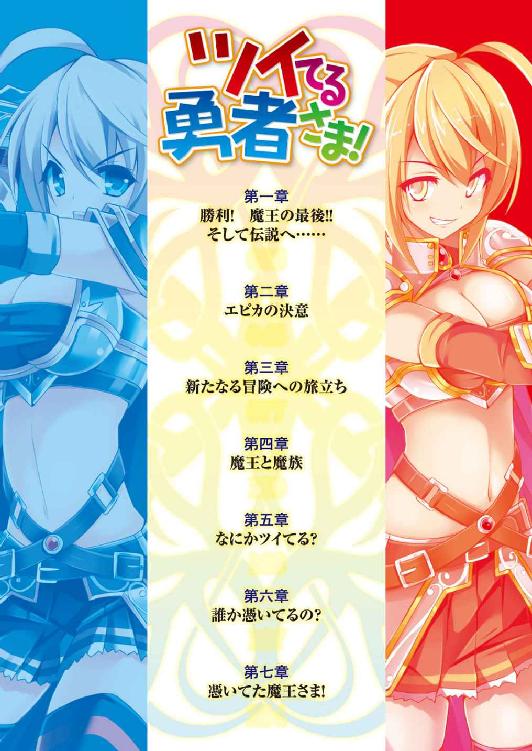 ツイてる
勇者さま!
第一章
勝利! 魔王の最後!!
そして伝説へ……
第二章
エピカの決意
第三章
新たなる冒険への旅立ち
第四章
魔王と魔族
第五章
なにかツイてる?
第六章
誰か憑いてるの?
第七章
憑いてた魔王さま!